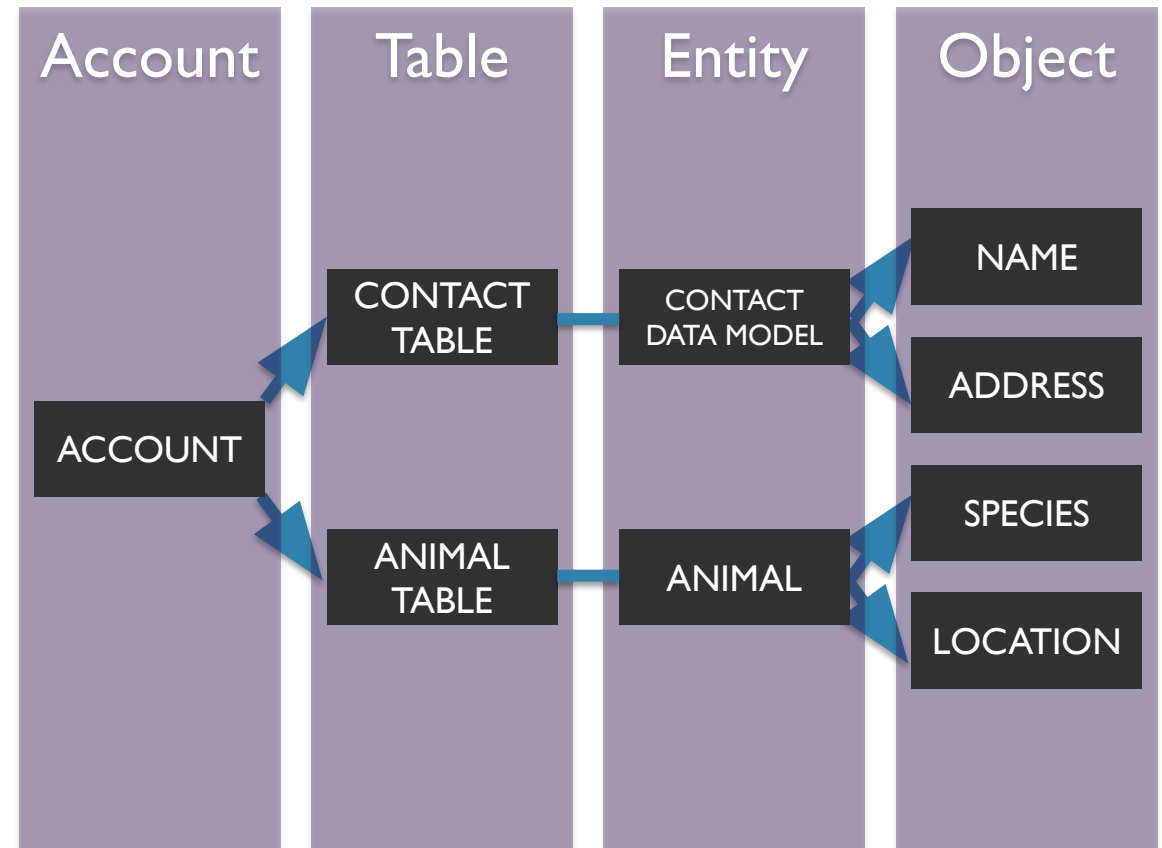 Account
Table
Entity
Object
NAME
CONTACT
TABLE
CONTACT
DATA MODEL
ADDRESS
ACCOUNT
SPECIES
ANIMAL
TABLE
ANIMAL
LOCATION